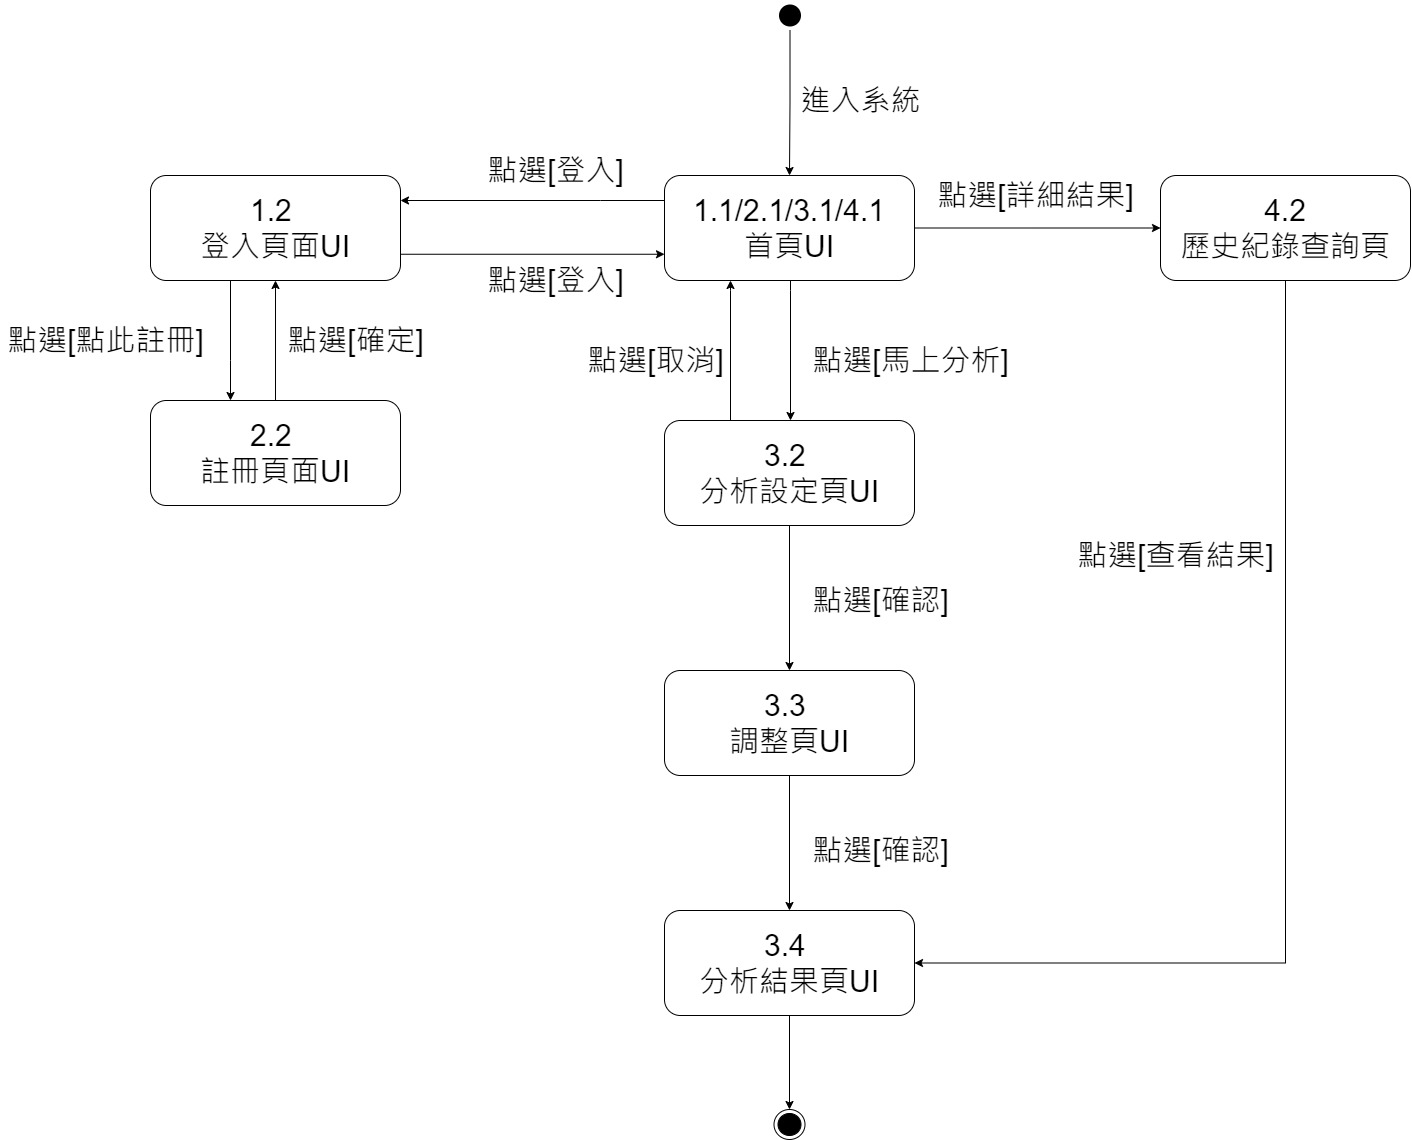 進入系統
點選[登入]
1.2
登入頁面UI
1.1/2.1/3.1/4.1
首頁UI
點選[詳細結果]
4.2
歷史紀錄查詢頁
點選[登入]
點選[點此註冊]
點選[確定]
點選[取消]
點選[馬上分析]
2.2
註冊頁面UI
3.2
分析設定頁UI
點選[查看結果]
點選[確認]
3.3
調整頁UI
點選[確認]
3.4
分析結果頁UI